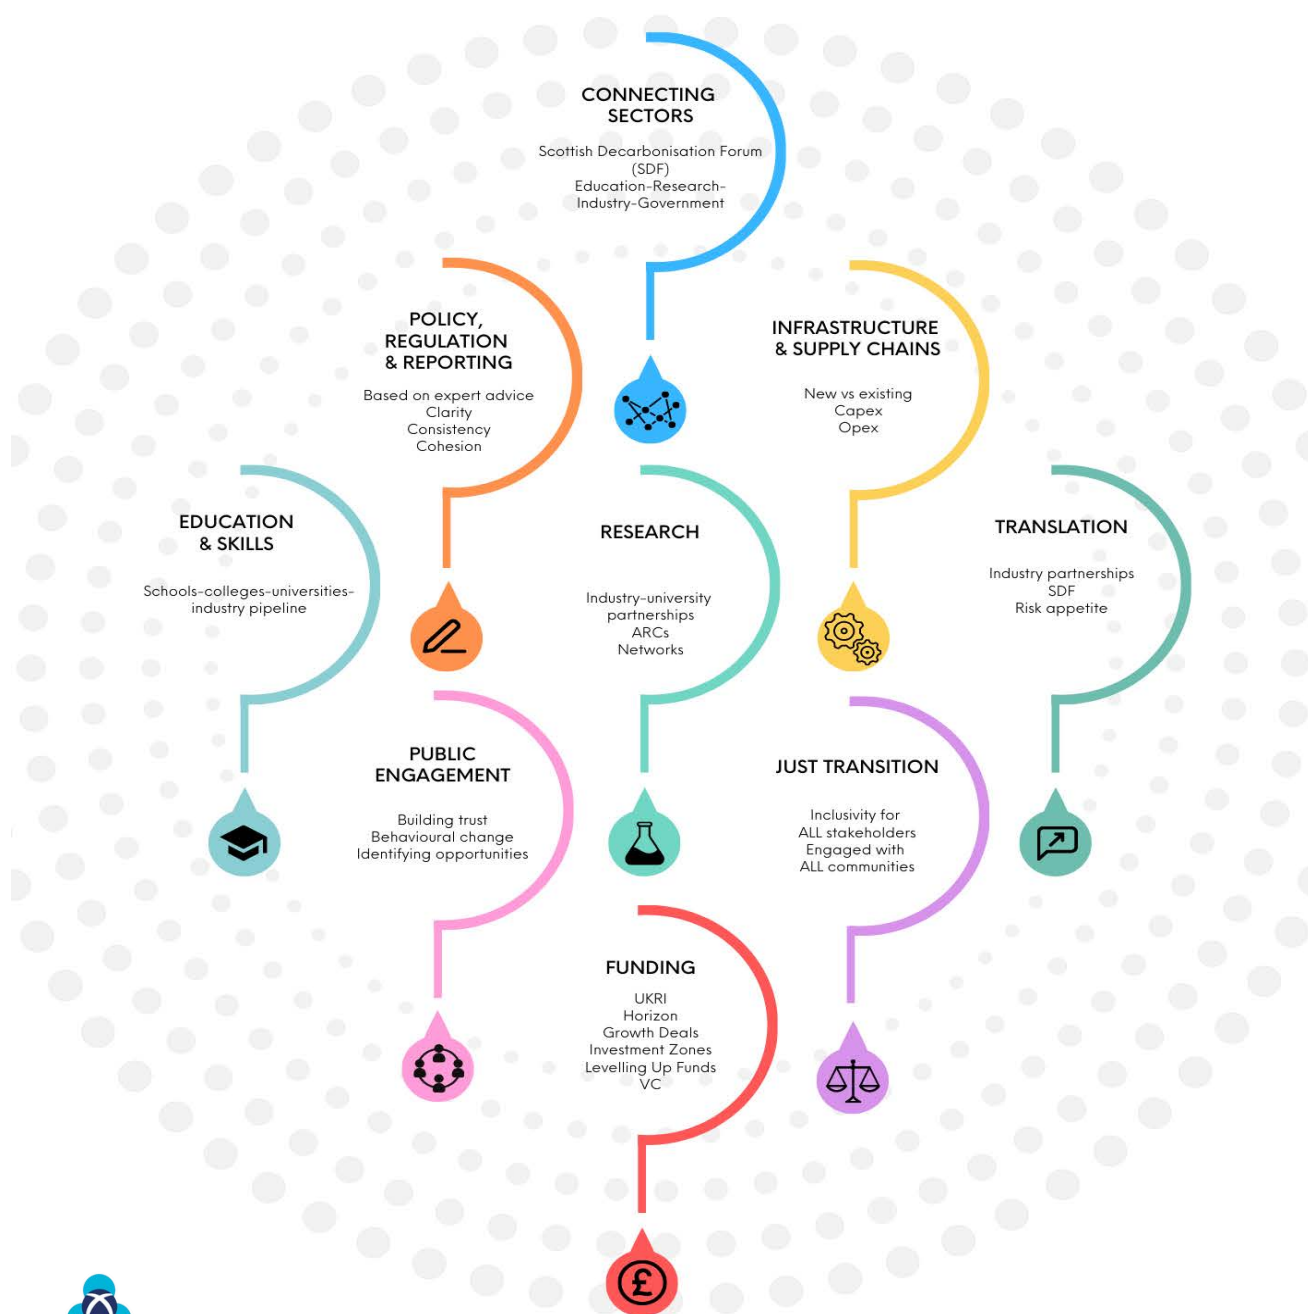 CONNECTING
SECTORS
Scottish Decarbonisation Forum
(SDF)
Education-Research-
Industry-Government
POLICY,
REGULATION
& REPORTING
Based on expert advice
Clarity
Consistency
Cohesion
INFRASTRUCTURE
& SUPPLY CHAINS
New vs existing
Capex
Opex
EDUCATION
& SKILLS
Schools-colleges-universities-
industry pipeline
RESEARCH
Industry-university
partnerships
ARCs
Networks
TRANSLATION
Industry partnerships
SDF
Risk appetite
PUBLIC
ENGAGEMENT
Building trust
Behavioural change
Identifying opportunities
JUST TRANSITION
Inclusivity for
ALL stakeholders
Engaged with
ALL communities
FUNDING
UKRI
Horizon
Growth Deals
Investment Zones
Levelling Up Funds
VC
£